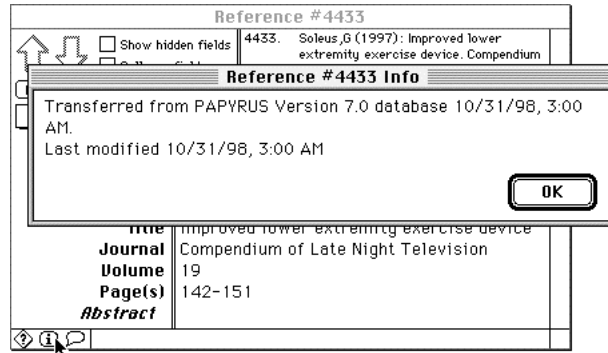 Reference #4433
Show hidden fields
4433. Soleus,G (1997): Improved lower
extremity exercise device. Compendium
Reference #4433 Info
Transferred from PAPYRUS Version 7.0 database 10/31/98, 3:00
AM.
Last modified 10/31/98, 3:00 AM
OK
Title Improved lower extremity exercise device
Journal Compendium of Late Night Television
Volume 19
Page(s) 142-151
Abstract